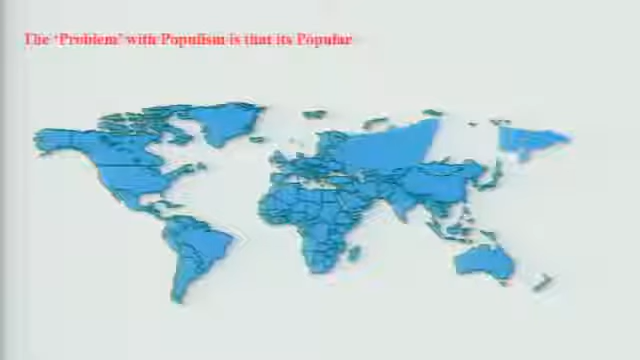 The ‘Problem’ with Populism is that its Popular